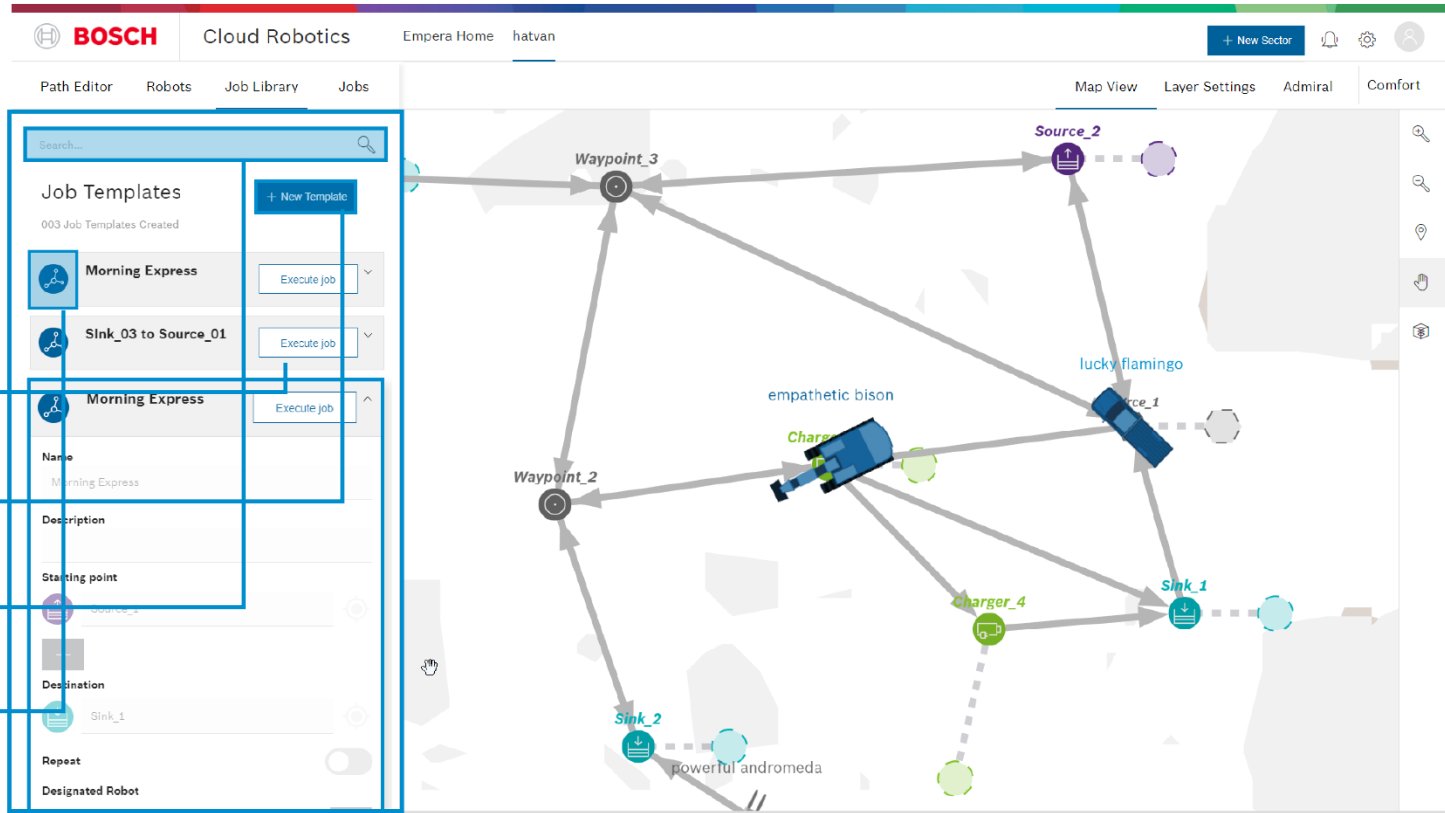 BOSCH
Cloud Robotics
Empera Home
hatvan
+ New Sector
Path Editor
Robots
Job Library
Jobs
Map View
Layer Settings
Admiral
Comfort
Search...
Job Templates
+ New Template
003 Job Templates Created
Morning Express
Execute job
SInk_03 to Source_01
Execute job
Morning Express
Execute job
Name
Morning Express
Description
Starting point
Source_1
Destination
Sink_1
Repeat
Designated Robot
Source_2
Waypoint_3
lucky flamingo
rce_1
empathetic bison
Charge
Waypoint_2
Sink_1
Charger_4
Sink_2
powerful andromeda